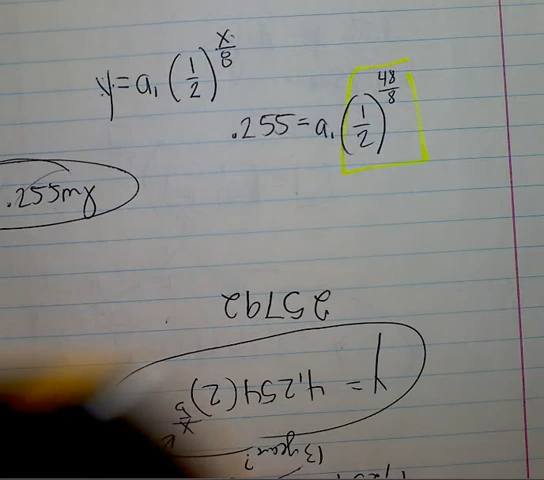 y = a₁ (1/2)^(x/8)
.255 = a₁ (1/2)^(48/8)
.255mg
25792
y = 4,254(2)^(x/5)
13 year?